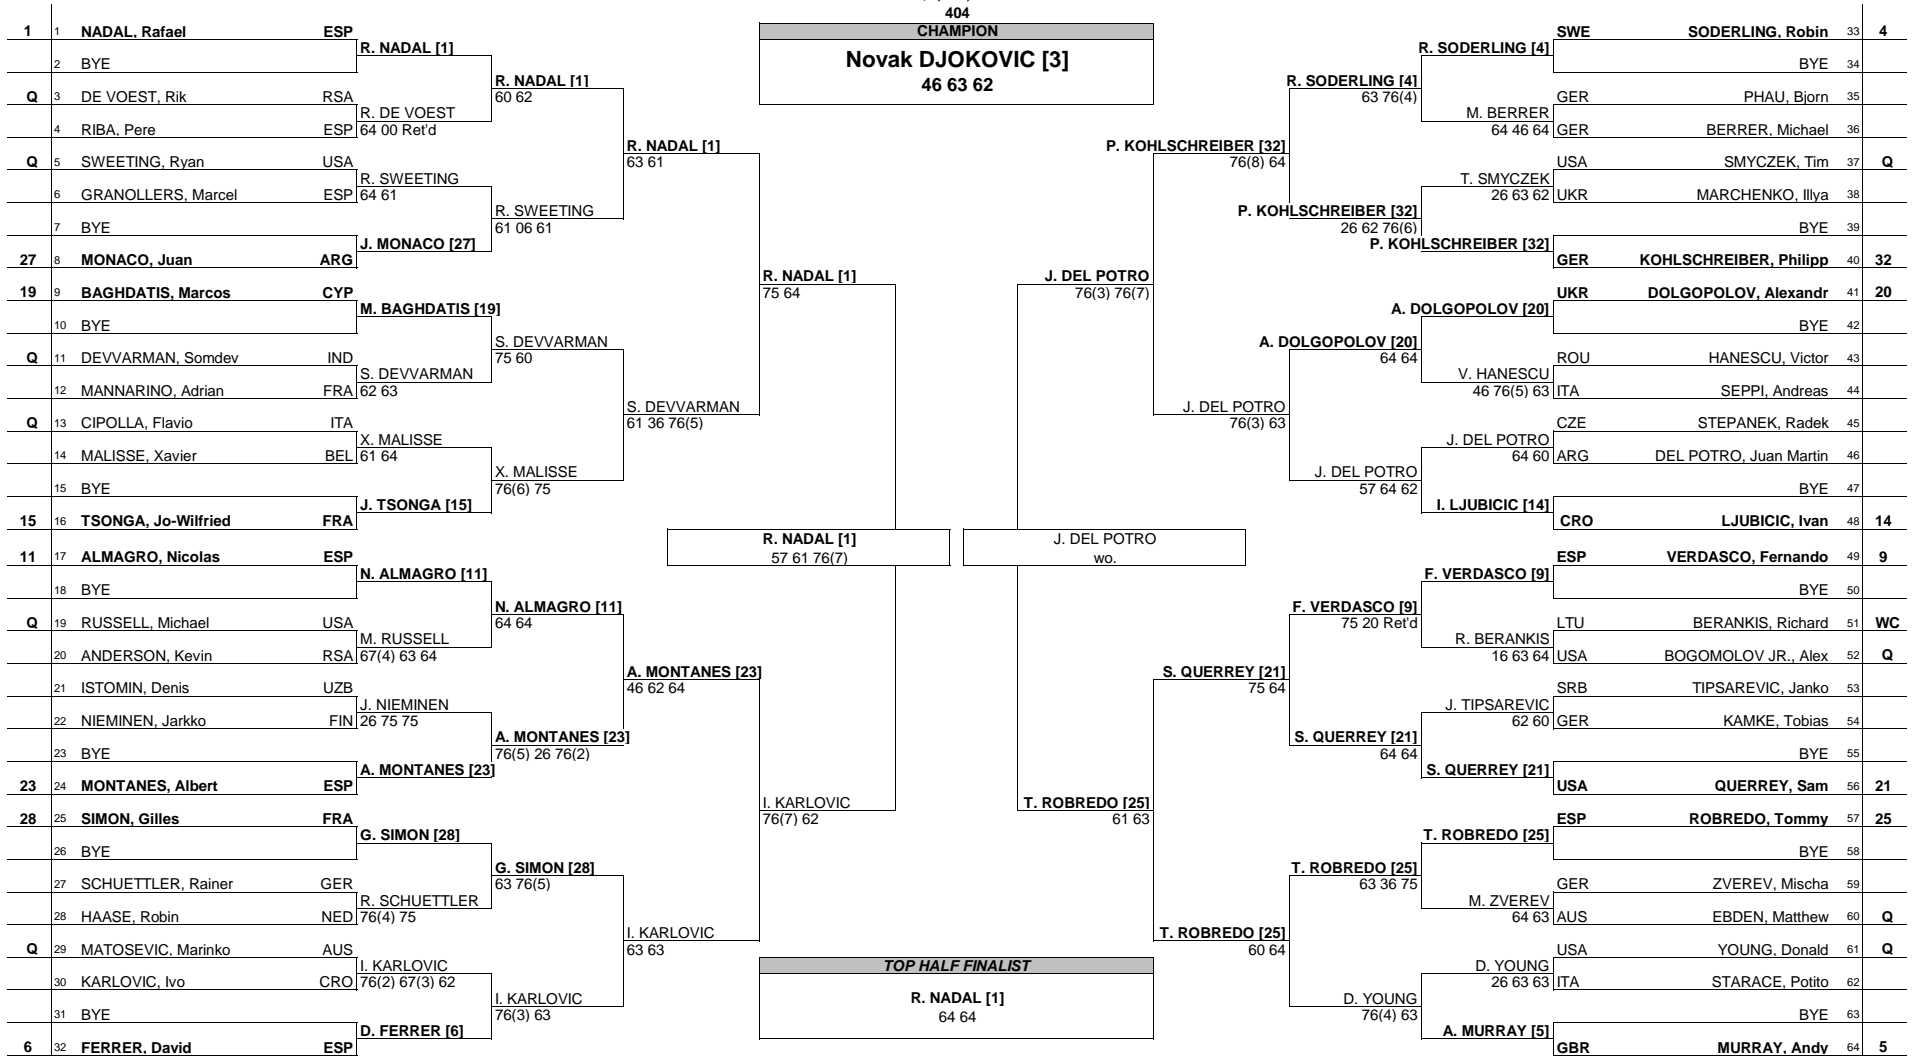 404
CHAMPION
Novak DJOKOVIC [3]
46 63 62
1 1 NADAL, Rafael ESP
R. NADAL [1]
2 BYE
R. NADAL [1]
60 62
Q 3 DE VOEST, Rik RSA
R. DE VOEST
4 RIBA, Pere ESP 64 00 Ret'd
R. NADAL [1]
63 61
Q 5 SWEETING, Ryan USA
R. SWEETING
6 GRANOLLERS, Marcel ESP 64 61
R. SWEETING
61 06 61
7 BYE
J. MONACO [27]
27 8 MONACO, Juan ARG
R. NADAL [1]
75 64
19 9 BAGHDATIS, Marcos CYP
M. BAGHDATIS [19]
10 BYE
S. DEVVARMAN
75 60
Q 11 DEVVARMAN, Somdev IND
S. DEVVARMAN
12 MANNARINO, Adrian FRA 62 63
S. DEVVARMAN
61 36 76(5)
Q 13 CIPOLLA, Flavio ITA
X. MALISSE
14 MALISSE, Xavier BEL 61 64
X. MALISSE
76(6) 75
15 BYE
J. TSONGA [15]
15 16 TSONGA, Jo-Wilfried FRA
R. NADAL [1]
57 61 76(7)
11 17 ALMAGRO, Nicolas ESP
N. ALMAGRO [11]
18 BYE
N. ALMAGRO [11]
64 64
Q 19 RUSSELL, Michael USA
M. RUSSELL
20 ANDERSON, Kevin RSA 67(4) 63 64
A. MONTANES [23]
46 62 64
21 ISTOMIN, Denis UZB
J. NIEMINEN
22 NIEMINEN, Jarkko FIN 26 75 75
A. MONTANES [23]
76(5) 26 76(2)
23 BYE
A. MONTANES [23]
23 24 MONTANES, Albert ESP
I. KARLOVIC
76(7) 62
28 25 SIMON, Gilles FRA
G. SIMON [28]
26 BYE
G. SIMON [28]
63 76(5)
27 SCHUETTLER, Rainer GER
R. SCHUETTLER
28 HAASE, Robin NED 76(4) 75
I. KARLOVIC
63 63
Q 29 MATOSEVIC, Marinko AUS
I. KARLOVIC
30 KARLOVIC, Ivo CRO 76(2) 67(3) 62
I. KARLOVIC
76(3) 63
31 BYE
D. FERRER [6]
6 32 FERRER, David ESP
TOP HALF FINALIST
R. NADAL [1]
64 64
SWE SODERLING, Robin 33 4
R. SODERLING [4]
BYE 34
R. SODERLING [4]
63 76(4)
GER PHAU, Bjorn 35
M. BERRER
64 46 64 GER BERRER, Michael 36
P. KOHLSCHREIBER [32]
76(8) 64
USA SMYCZEK, Tim 37 Q
T. SMYCZEK
26 63 62 UKR MARCHENKO, Illya 38
P. KOHLSCHREIBER [32]
26 62 76(6)
BYE 39
P. KOHLSCHREIBER [32]
GER KOHLSCHREIBER, Philipp 40 32
J. DEL POTRO
76(3) 76(7)
UKR DOLGOPOLOV, Alexandr 41 20
A. DOLGOPOLOV [20]
BYE 42
A. DOLGOPOLOV [20]
64 64
ROU HANESCU, Victor 43
V. HANESCU
46 76(5) 63 ITA SEPPI, Andreas 44
J. DEL POTRO
76(3) 63
CZE STEPANEK, Radek 45
J. DEL POTRO
64 60 ARG DEL POTRO, Juan Martin 46
J. DEL POTRO
57 64 62
BYE 47
I. LJUBICIC [14]
CRO LJUBICIC, Ivan 48 14
J. DEL POTRO
wo.
ESP VERDASCO, Fernando 49 9
F. VERDASCO [9]
BYE 50
F. VERDASCO [9]
75 20 Ret'd
LTU BERANKIS, Richard 51 WC
R. BERANKIS
16 63 64 USA BOGOMOLOV JR., Alex 52 Q
S. QUERREY [21]
75 64
SRB TIPSAREVIC, Janko 53
J. TIPSAREVIC
62 60 GER KAMKE, Tobias 54
S. QUERREY [21]
64 64
BYE 55
S. QUERREY [21]
USA QUERREY, Sam 56 21
T. ROBREDO [25]
61 63
ESP ROBREDO, Tommy 57 25
T. ROBREDO [25]
BYE 58
T. ROBREDO [25]
63 36 75
GER ZVEREV, Mischa 59
M. ZVEREV
64 63 AUS EBDEN, Matthew 60 Q
T. ROBREDO [25]
60 64
USA YOUNG, Donald 61 Q
D. YOUNG
26 63 63 ITA STARACE, Potito 62
D. YOUNG
76(4) 63
BYE 63
A. MURRAY [5]
GBR MURRAY, Andy 64 5